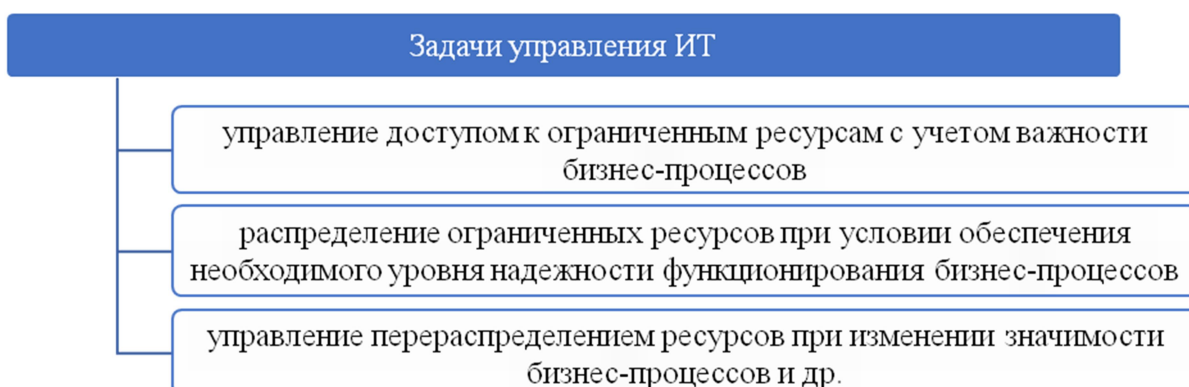 Задачи управления ИТ
управление доступом к ограниченным ресурсам с учетом важности
бизнес-процессов
распределение ограниченных ресурсов при условии обеспечения
необходимого уровня надежности функционирования бизнес-процессов
управление перераспределением ресурсов при изменении значимости
бизнес-процессов и др.